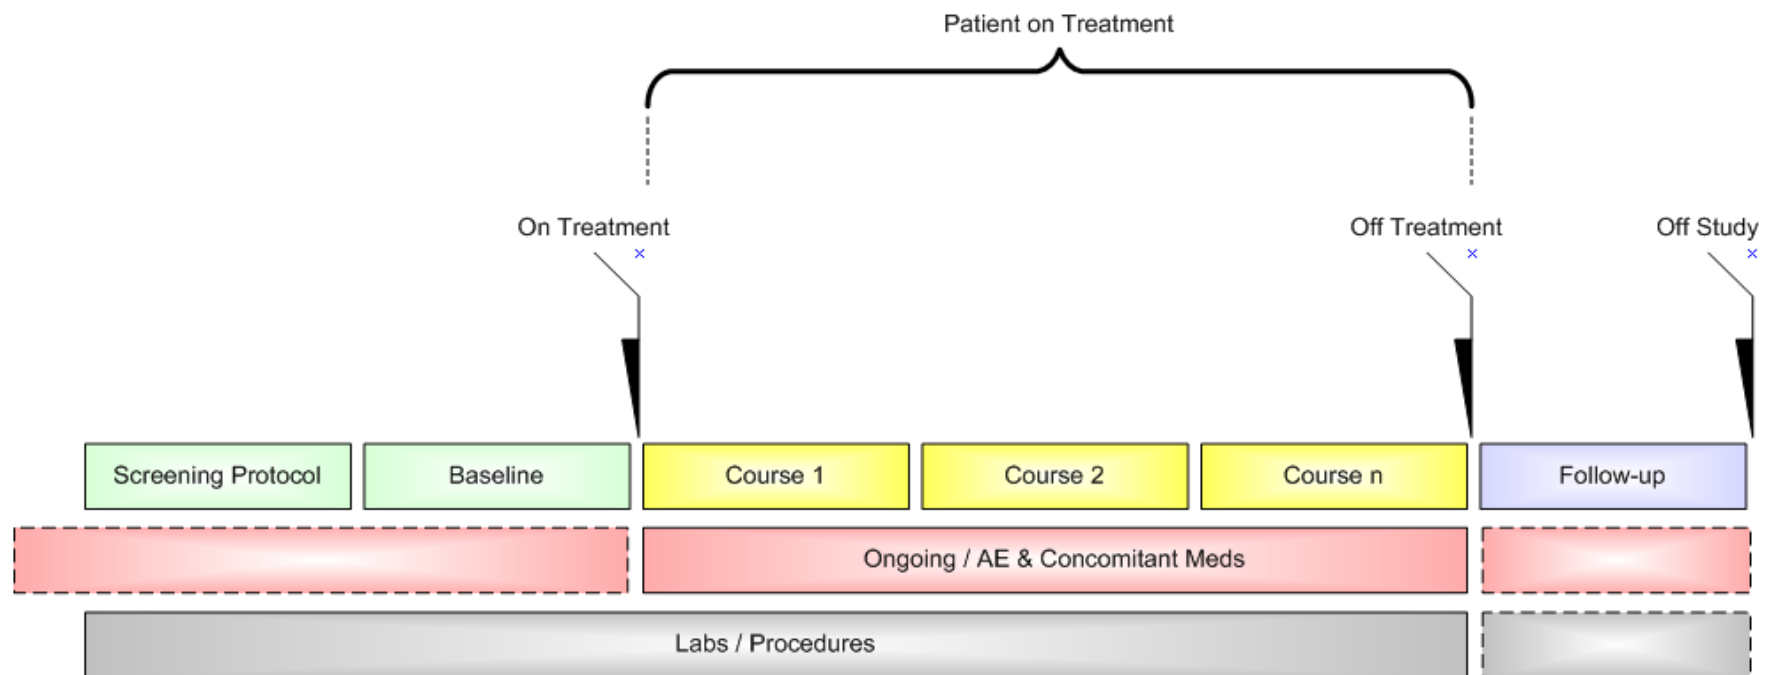 Patient on Treatment
On Treatment
Off Treatment
Off Study
Screening Protocol
Baseline
Course 1
Course 2
Course n
Follow-up
Ongoing / AE & Concomitant Meds
Labs / Procedures